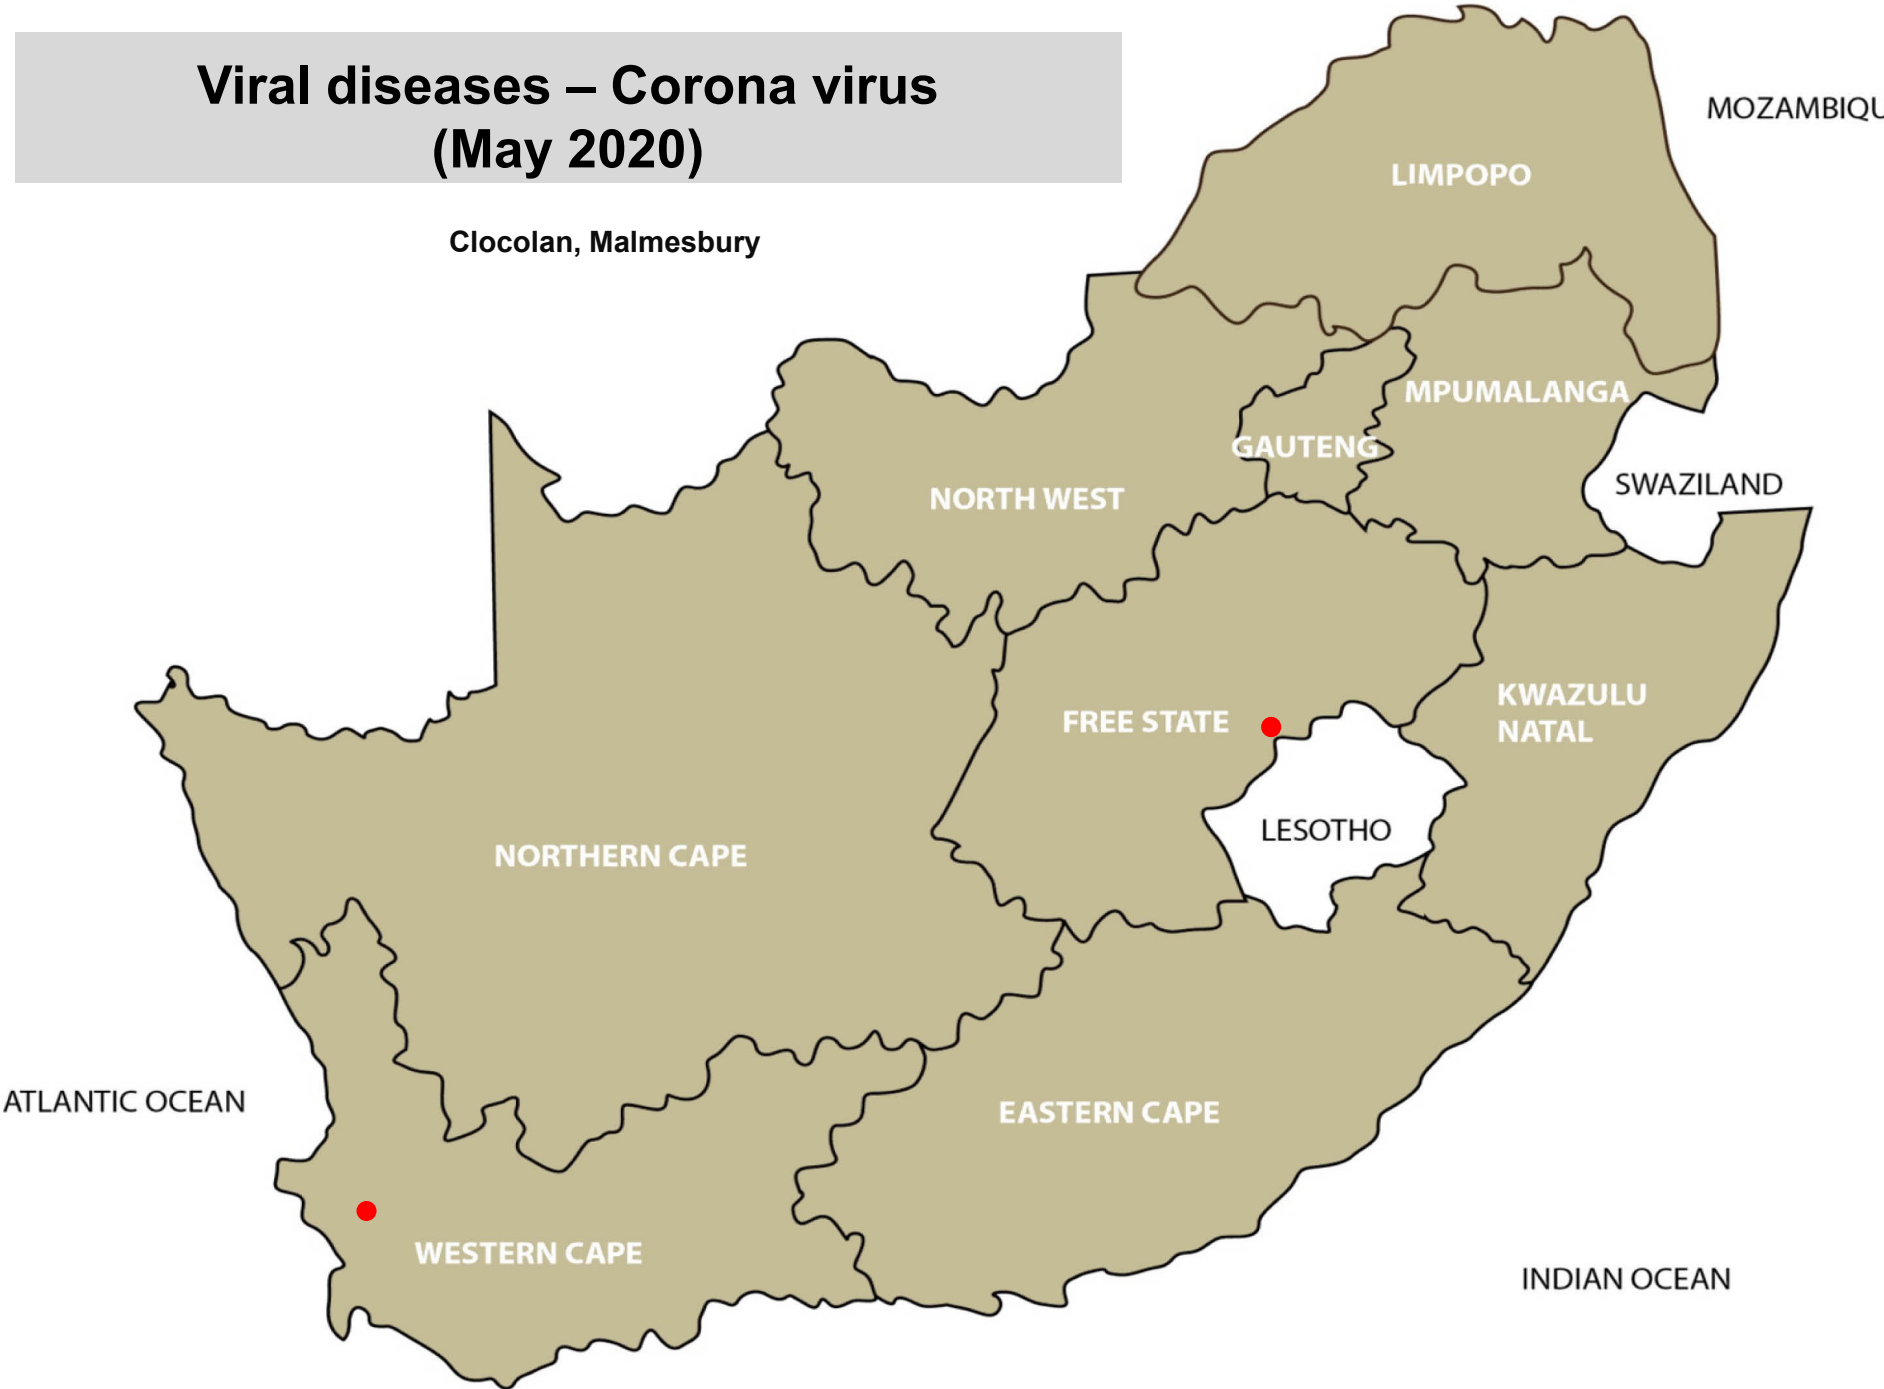 Viral diseases – Corona virus
(May 2020)
Clocolan, Malmesbury
MOZAMBIQU
LIMPOPO
MPUMALANGA
GAUTENG
SWAZILAND
NORTH WEST
KWAZULU
NATAL
FREE STATE
LESOTHO
NORTHERN CAPE
ATLANTIC OCEAN
EASTERN CAPE
WESTERN CAPE
INDIAN OCEAN